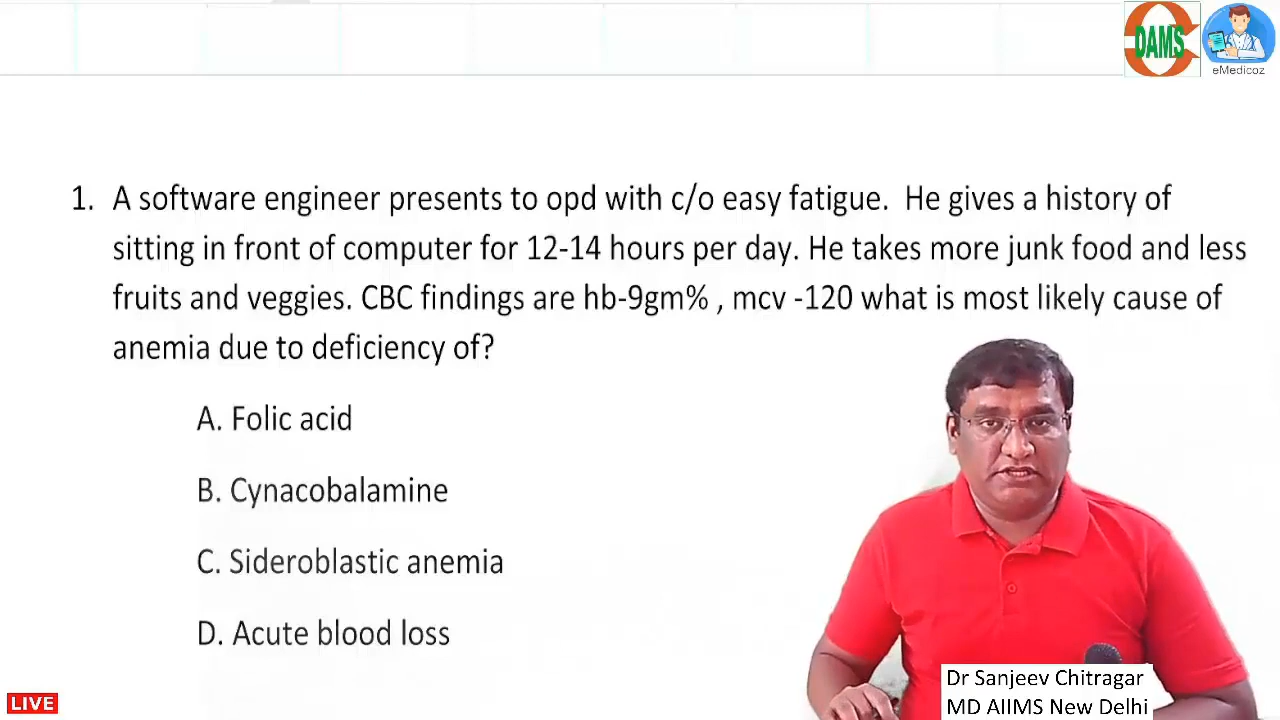 DAMS
eMedicoz
1. A software engineer presents to opd with c/o easy fatigue. He gives a history of
sitting in front of computer for 12-14 hours per day. He takes more junk food and less
fruits and veggies. CBC findings are hb-9gm% , mcv -120 what is most likely cause of
anemia due to deficiency of?
A. Folic acid
B. Cynacobalamine
C. Sideroblastic anemia
D. Acute blood loss
Dr Sanjeev Chitragar
MD AIIMS New Delhi
LIVE